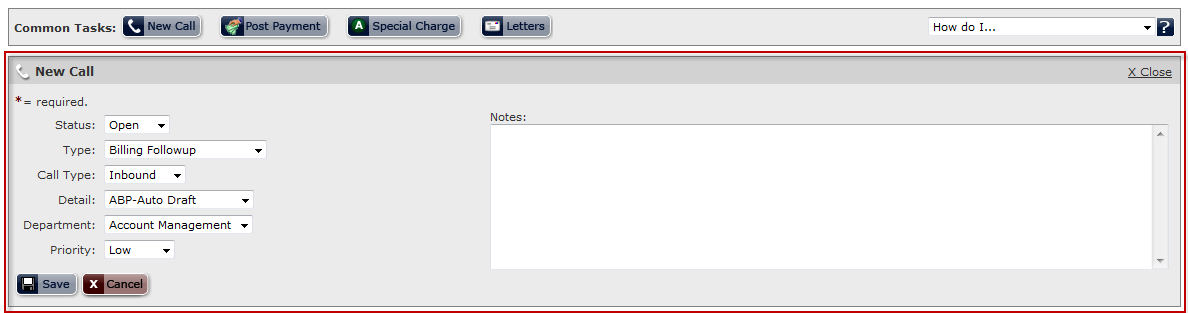 Common Tasks: New Call Post Payment A Special Charge Letters How do I... ?
New Call X Close
*= required.
Notes:
Status: Open
Type: Billing Followup
Call Type: Inbound
Detail: ABP-Auto Draft
Department: Account Management
Priority: Low
Save X Cancel